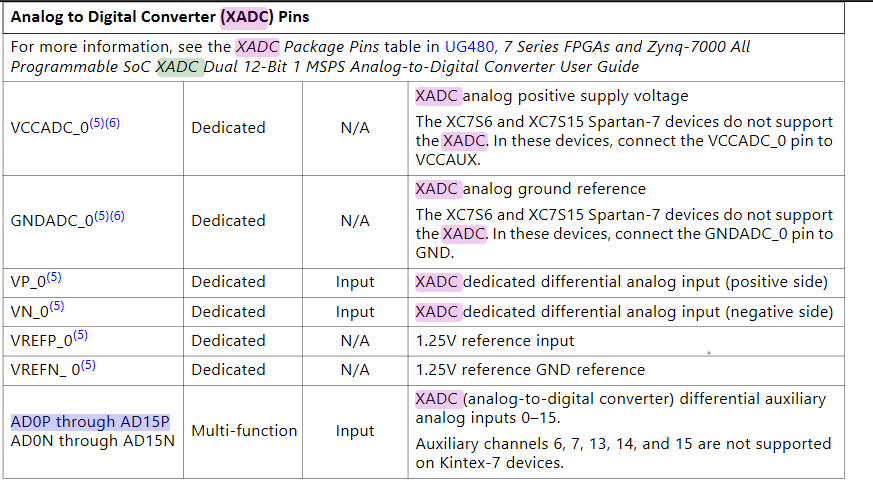 Analog to Digital Converter (XADC) Pins
For more information, see the XADC Package Pins table in UG480, 7 Series FPGAs and Zynq-7000 All
Programmable SoC XADC Dual 12-Bit 1 MSPS Analog-to-Digital Converter User Guide
VCCADC_0(5)(6) Dedicated N/A XADC analog positive supply voltage
The XC7S6 and XC7S15 Spartan-7 devices do not support
the XADC. In these devices, connect the VCCADC_0 pin to
VCCAUX.
GNDADC_0(5)(6) Dedicated N/A XADC analog ground reference
The XC7S6 and XC7S15 Spartan-7 devices do not support
the XADC. In these devices, connect the GNDADC_0 pin to
GND.
VP_0(5) Dedicated Input XADC dedicated differential analog input (positive side)
VN_0(5) Dedicated Input XADC dedicated differential analog input (negative side)
VREFP_0(5) Dedicated N/A 1.25V reference input
VREFN_ 0(5) Dedicated N/A 1.25V reference GND reference
AD0P through AD15P
AD0N through AD15N
Multi-function Input
XADC (analog-to-digital converter) differential auxiliary
analog inputs 0–15.
Auxiliary channels 6, 7, 13, 14, and 15 are not supported
on Kintex-7 devices.